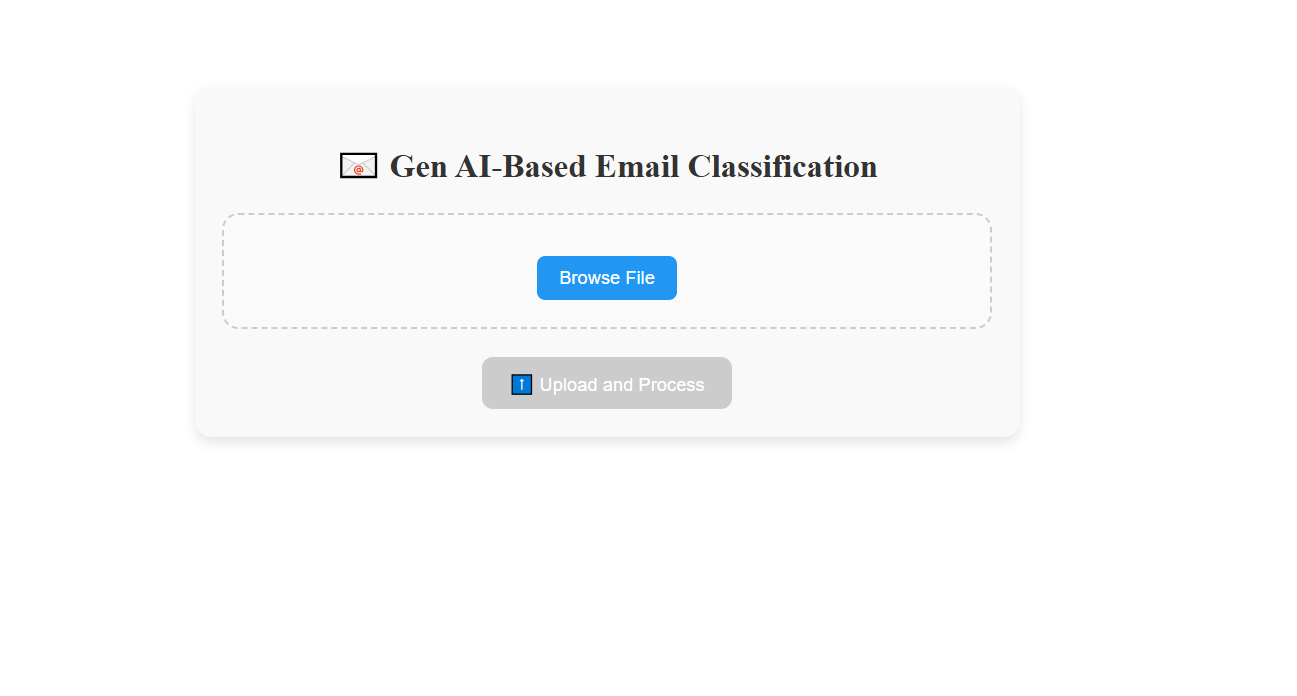 📧 Gen AI-Based Email Classification
Browse File
⬆️ Upload and Process